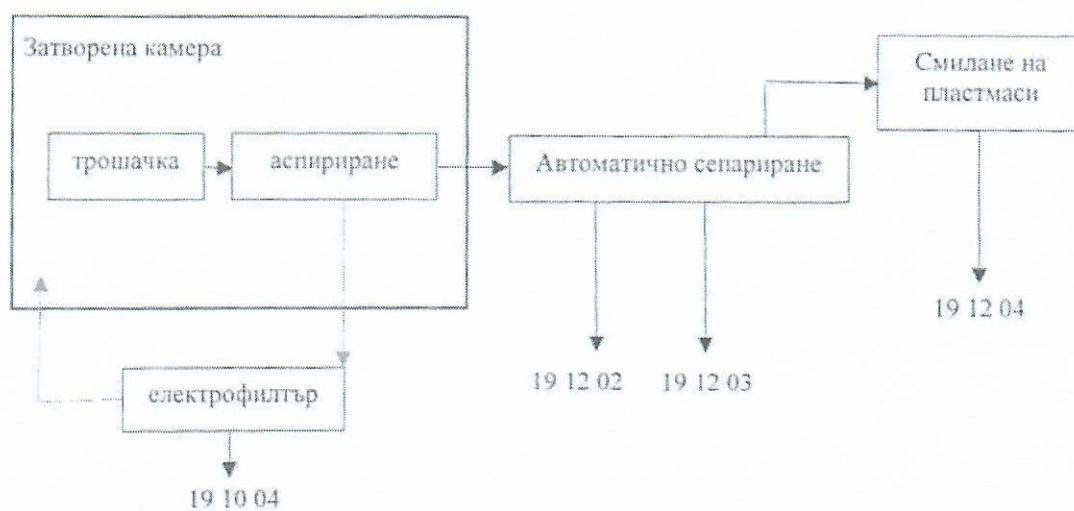 Затворена камера
Смилане на
пластмаси
трошачка
аспириране
Автоматично сепариране
19 12 04
19 12 02
19 12 03
електрофилтър
19 10 04